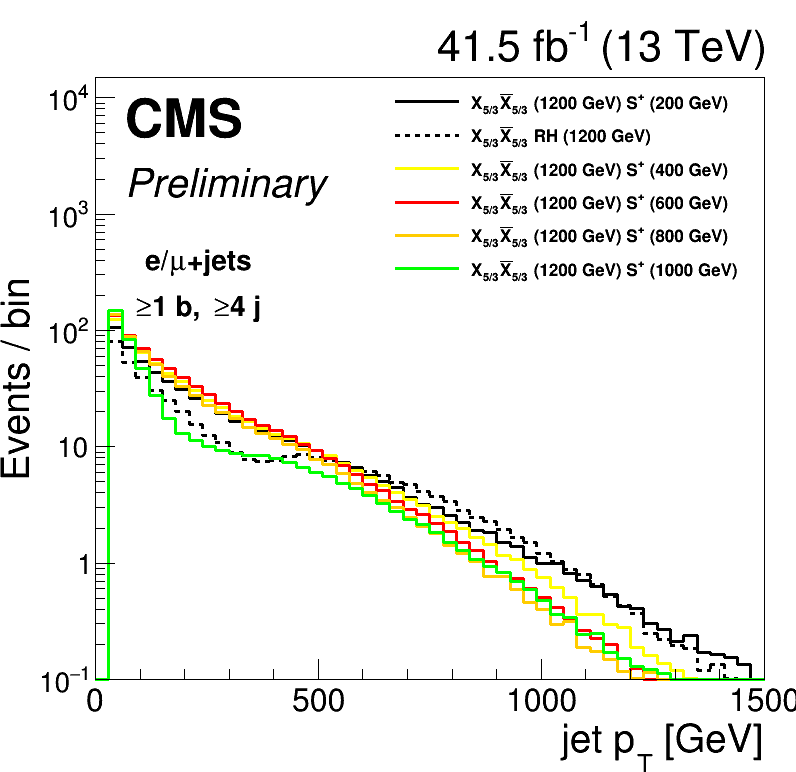 41.5 fb⁻¹ (13 TeV)
CMS
Preliminary
e/μ+jets
≥1 b, ≥4 j
X₅/₃X̅₅/₃ (1200 GeV) S⁺ (200 GeV)
X₅/₃X̅₅/₃ RH (1200 GeV)
X₅/₃X̅₅/₃ (1200 GeV) S⁺ (400 GeV)
X₅/₃X̅₅/₃ (1200 GeV) S⁺ (600 GeV)
X₅/₃X̅₅/₃ (1200 GeV) S⁺ (800 GeV)
X₅/₃X̅₅/₃ (1200 GeV) S⁺ (1000 GeV)
Events / bin
10⁴
10³
10²
10
1
10⁻¹
0 500 1000 1500
jet p_T [GeV]